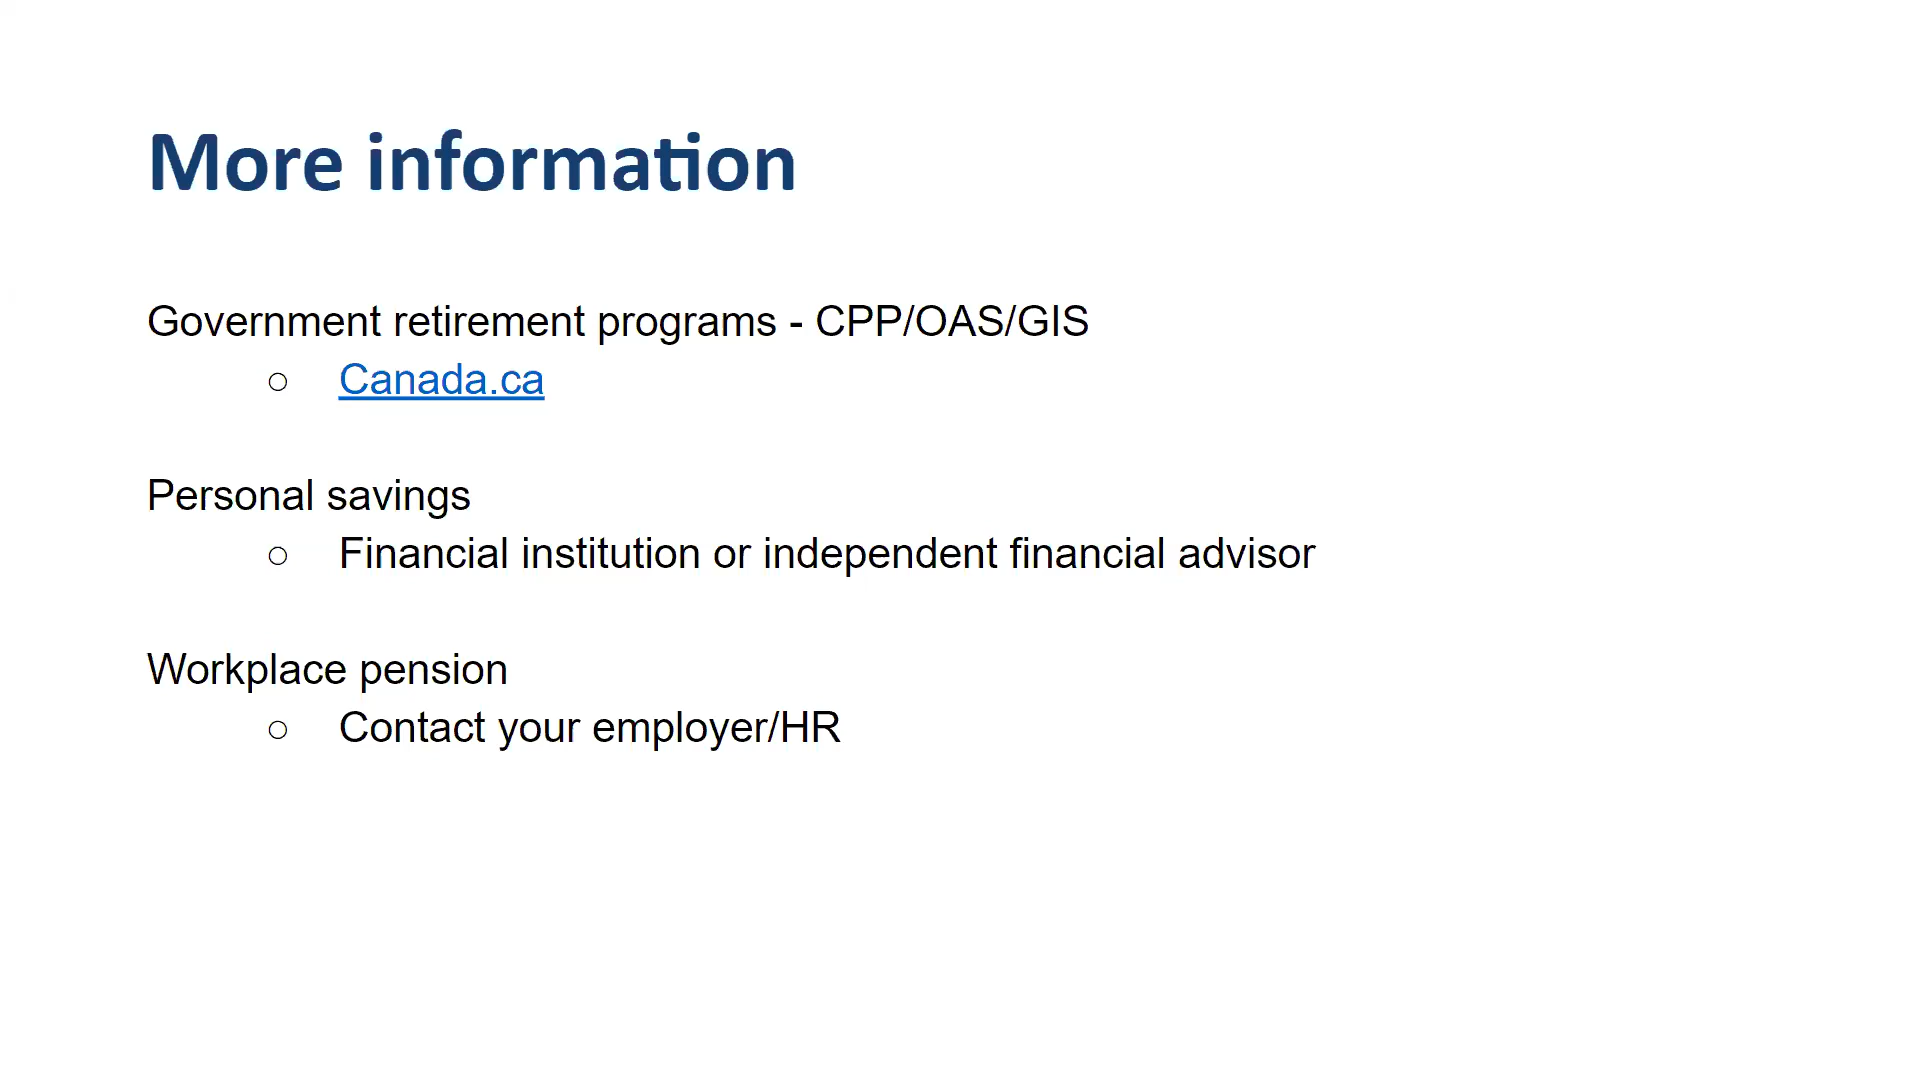 More information
Government retirement programs - CPP/OAS/GIS
○ Canada.ca
Personal savings
○ Financial institution or independent financial advisor
Workplace pension
○ Contact your employer/HR